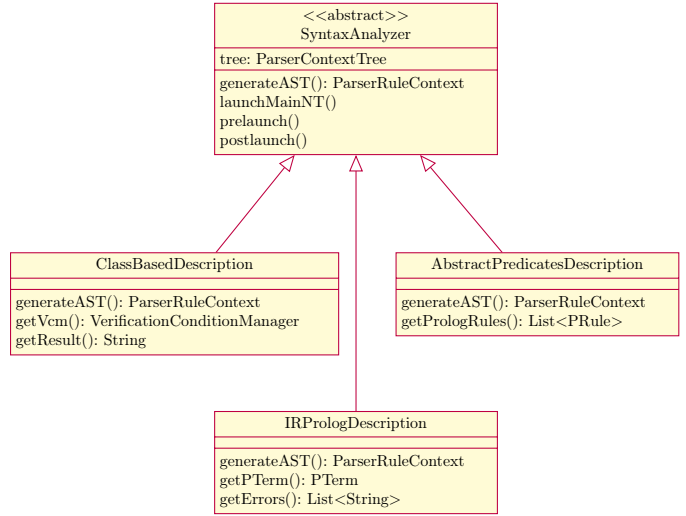 <<abstract>>
SyntaxAnalyzer
tree: ParserContextTree
generateAST(): ParserRuleContext
launchMainNT()
prelaunch()
postlaunch()
ClassBasedDescription
generateAST(): ParserRuleContext
getVcm(): VerificationConditionManager
getResult(): String
AbstractPredicatesDescription
generateAST(): ParserRuleContext
getPrologRules(): List<PRule>
IRPrologDescription
generateAST(): ParserRuleContext
getPTerm(): PTerm
getErrors(): List<String>